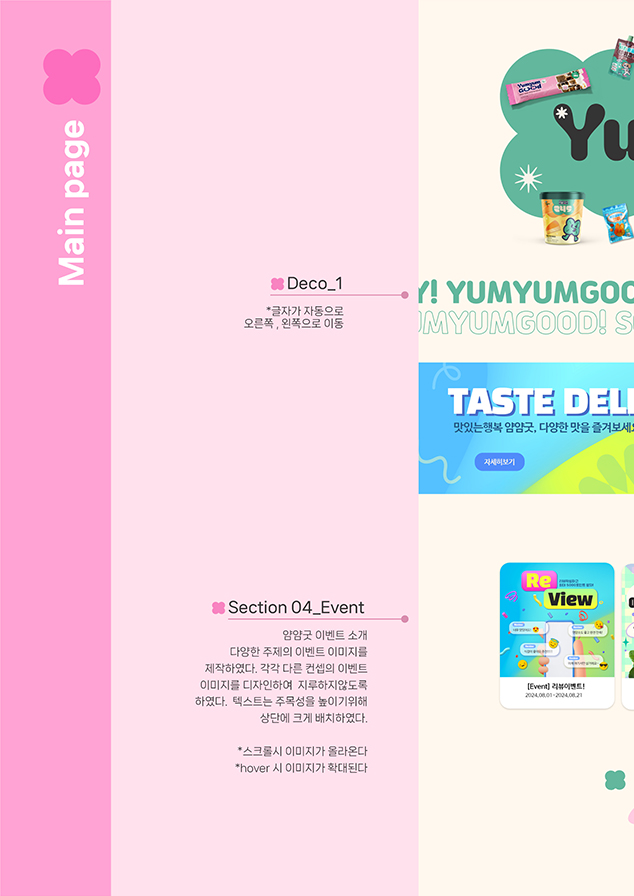 Main page
Yu
Deco_1
*글자가 자동으로
오른쪽 , 왼쪽으로 이동
Y! YUMYUMGOO
UMYUMGOOD! S
TASTE DELI
맛있는행복 얌얌굿, 다양한 맛을 즐겨보세요
자세히보기
Re
View
[Event] 리뷰이벤트!
2024.08.01~2024.08.21
Section 04_Event
얌얌굿 이벤트 소개
다양한 주제의 이벤트 이미지를
제작하였다. 각각 다른 컨셉의 이벤트
이미지를 디자인하여 지루하지않도록
하였다. 텍스트는 주목성을 높이기위해
상단에 크게 배치하였다.
*스크롤시 이미지가 올라온다
*hover 시 이미지가 확대된다